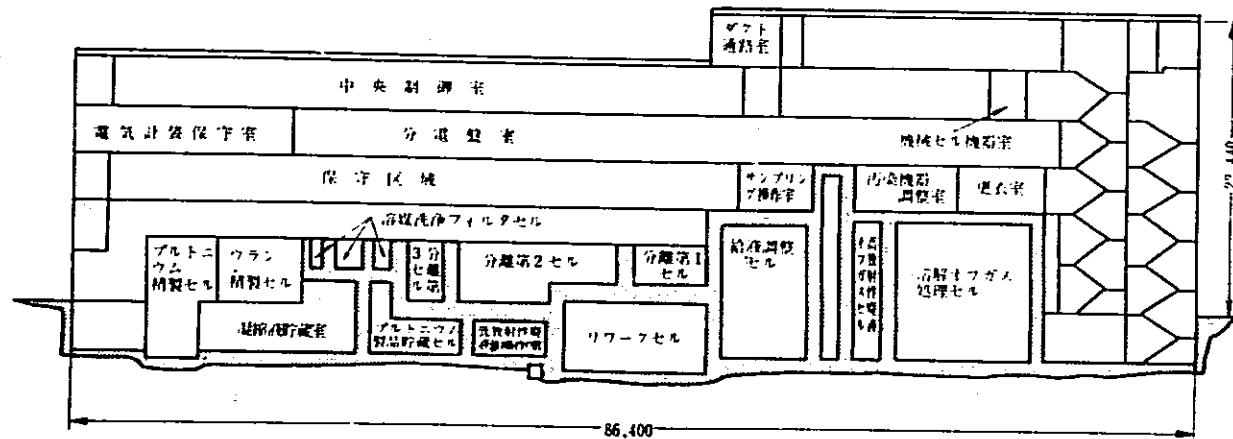 ダクト
通路室
中央制御室
電気計装保守室
分電盤室
機械セル機器室
保守区域
サンプリン
グ操作室
汚染機器
調整室
更衣室
溶媒洗浄フィルタセル
プルトニ
ウム
精製セル
ウラン
精製セル
分離第
3セル
分離第2セル
分離第1
セル
給液調整
セル
溶解オフガス
処理セル
凝縮液貯蔵室
プルトニウム
製品貯蔵セル
リワークセル
86,400